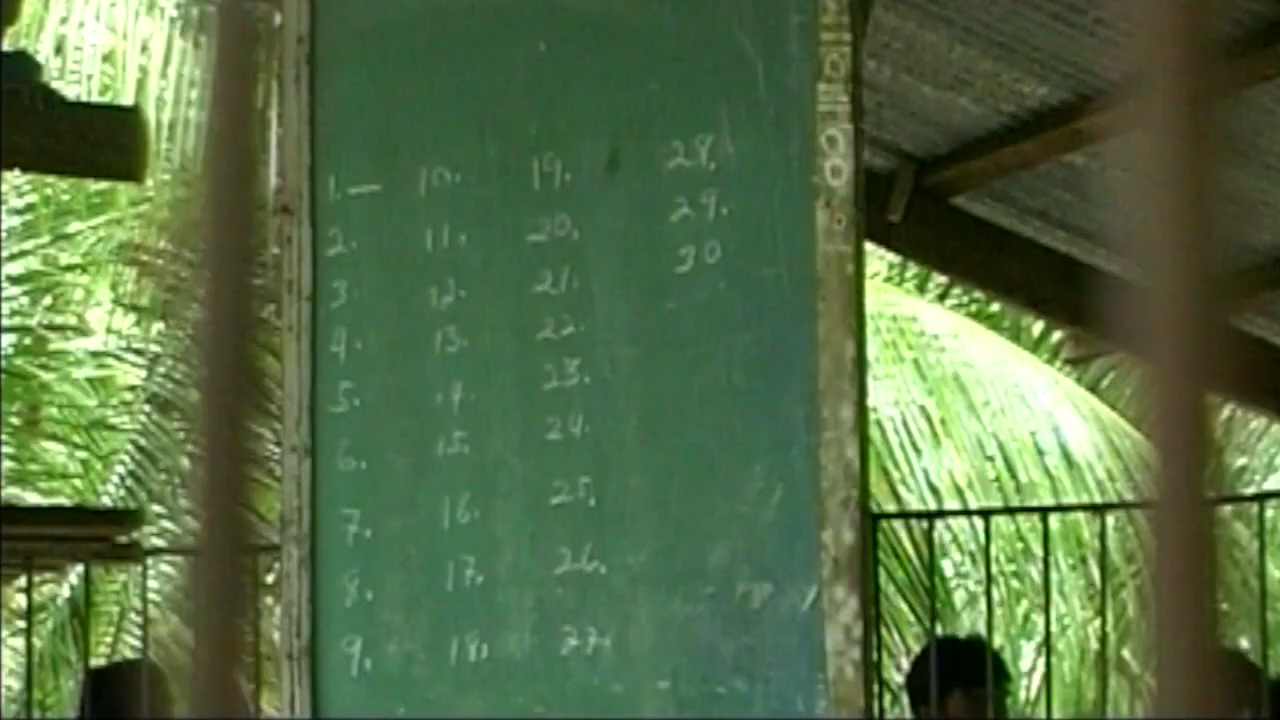 1. — 10. 19. 28.
2. 11. 20. 29.
3. 12. 21. 30
4. 13. 22.
5. 14. 23.
6. 15. 24.
7. 16. 25.
8. 17. 26.
9. 18. 27.